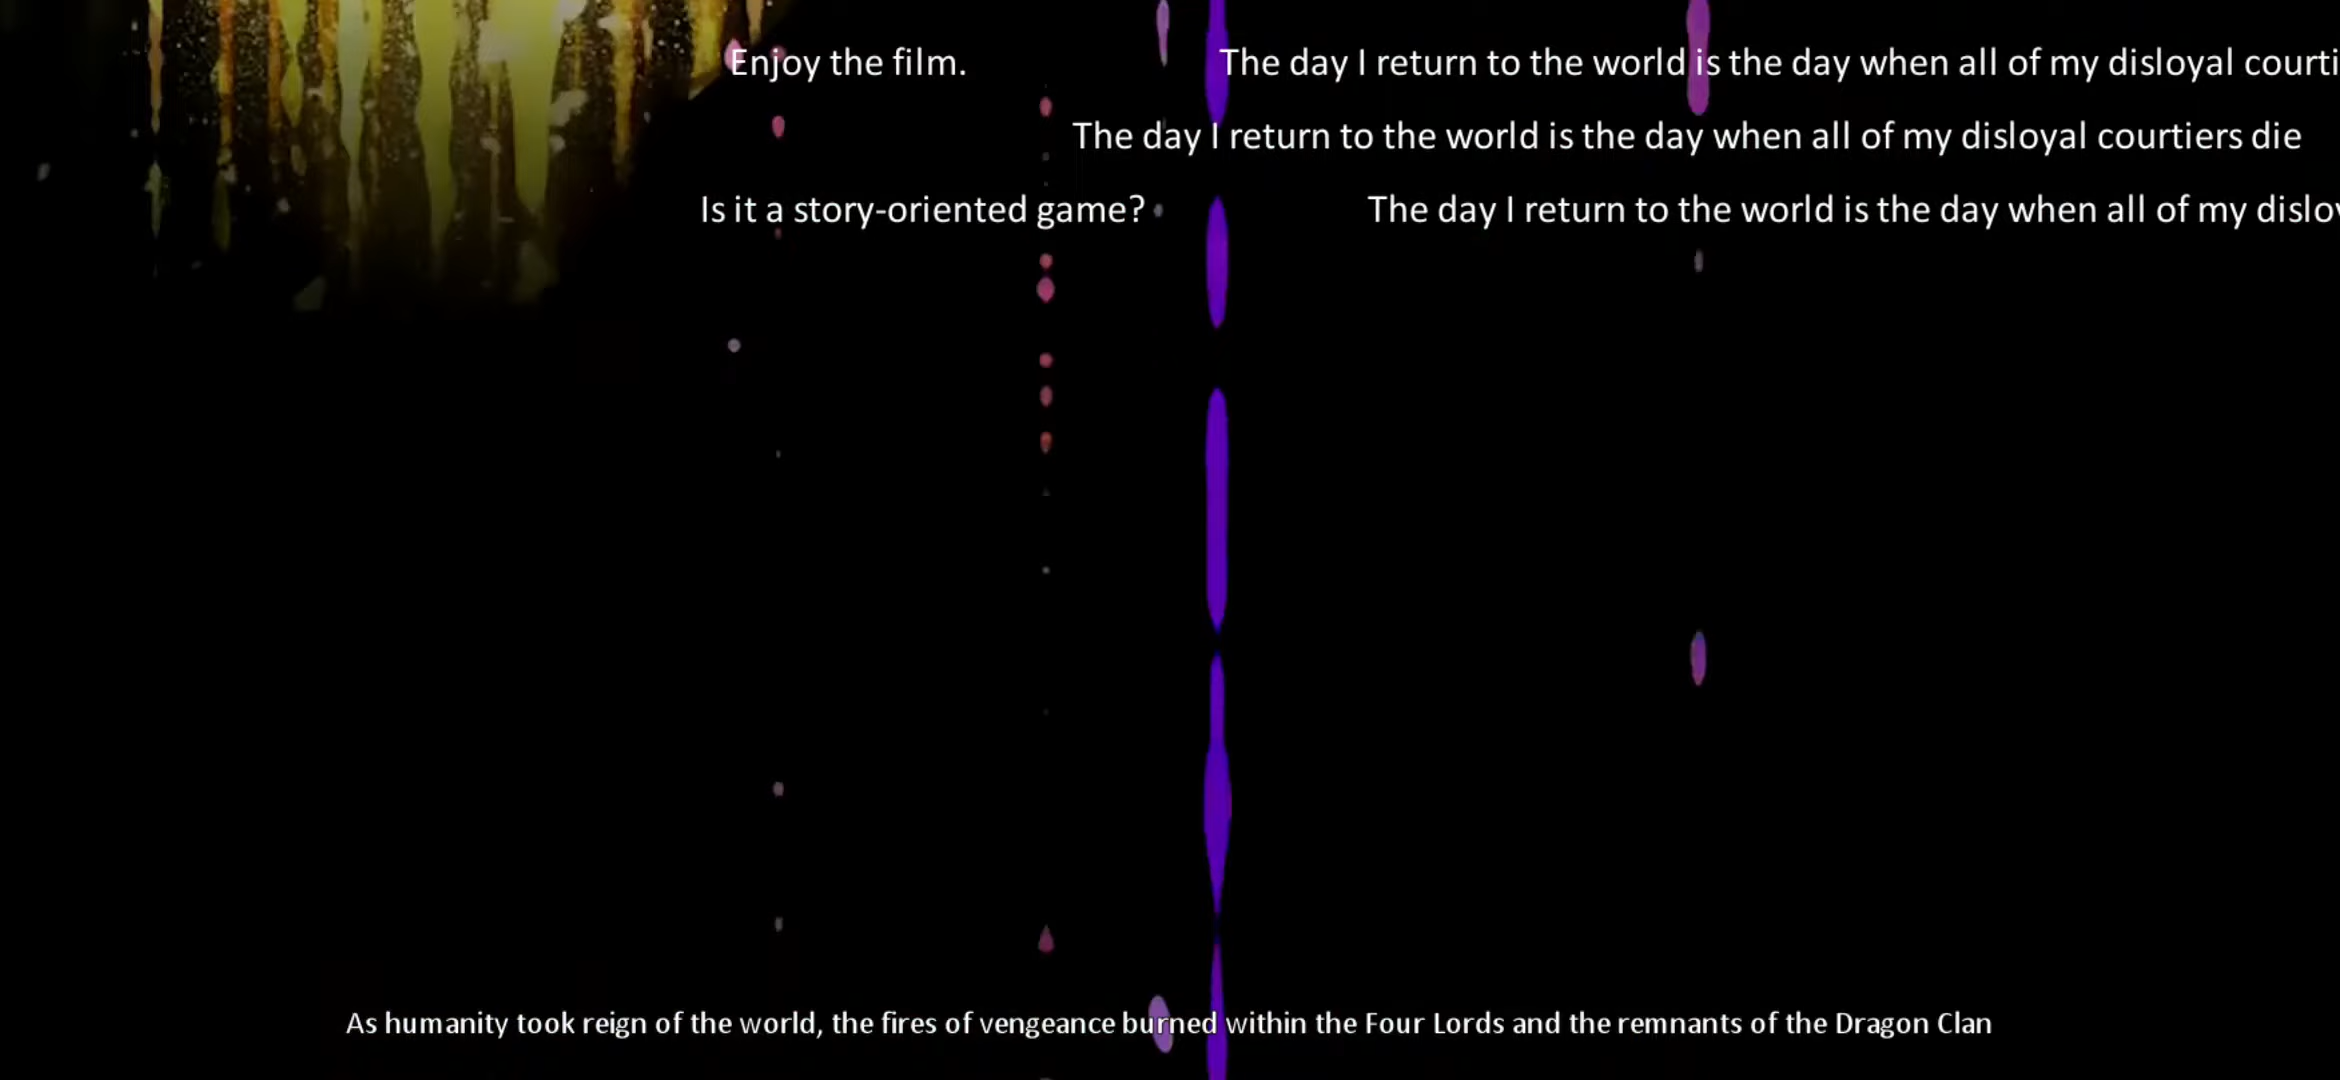 Enjoy the film.
The day I return to the world is the day when all of my disloyal courti
The day I return to the world is the day when all of my disloyal courtiers die
Is it a story-oriented game?
The day I return to the world is the day when all of my
As humanity took reign of the world, the fires of vengeance burned within the Four Lords and the remnants of the Dragon Clan